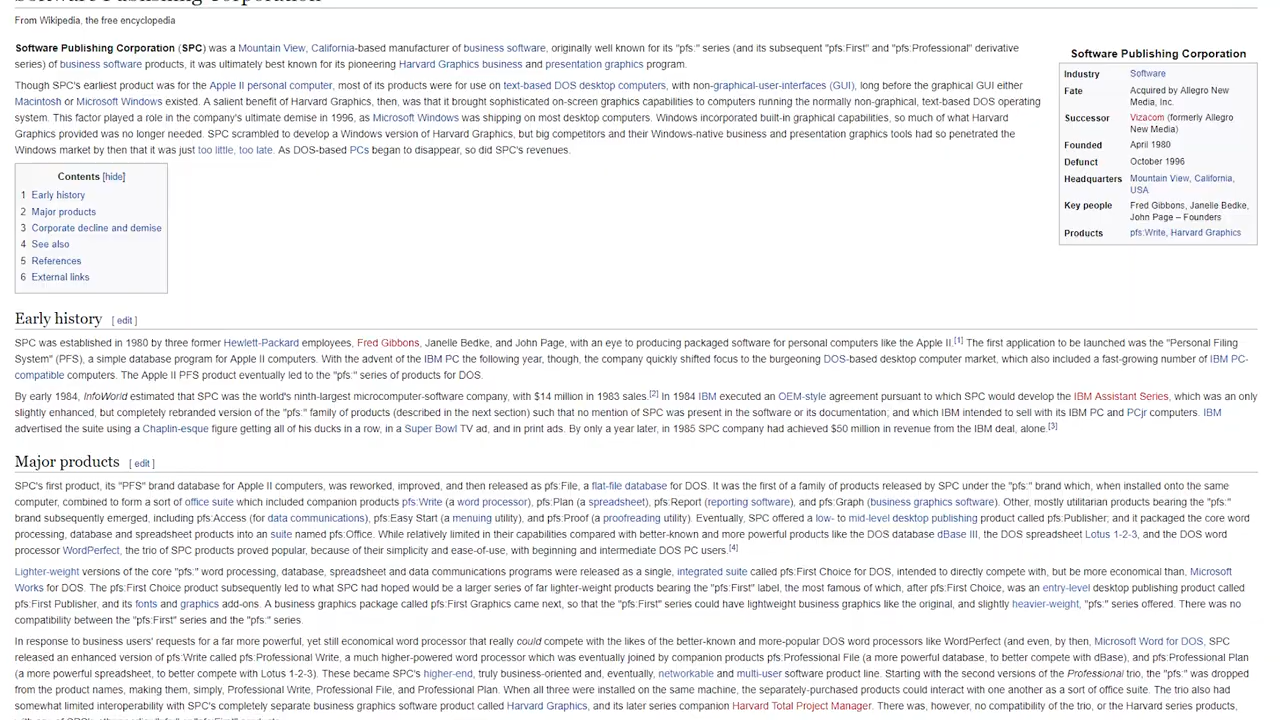 Software Publishing Corporation
From Wikipedia, the free encyclopedia
Software Publishing Corporation (SPC) was a Mountain View, California-based manufacturer of business software, originally well known for its "pfs:" series (and its subsequent "pfs:First" and "pfs:Professional" derivative
series) of business software products, it was ultimately best known for its pioneering Harvard Graphics business and presentation graphics program.
Though SPC's earliest product was for the Apple II personal computer, most of its products were for use on text-based DOS desktop computers, with non-graphical-user-interfaces (GUI), long before the graphical GUI either
Macintosh or Microsoft Windows existed. A salient benefit of Harvard Graphics, then, was that it brought sophisticated on-screen graphics capabilities to computers running the normally non-graphical, text-based DOS operating
system. This factor played a role in the company's ultimate demise in 1996, as Microsoft Windows was shipping on most desktop computers. Windows incorporated built-in graphical capabilities, so much of what Harvard
Graphics provided was no longer needed. SPC scrambled to develop a Windows version of Harvard Graphics, but big competitors and their Windows-native business and presentation graphics tools had so penetrated the
Windows market by then that it was just too little, too late. As DOS-based PCs began to disappear, so did SPC's revenues.
Software Publishing Corporation
Industry Software
Fate Acquired by Allegro New
Media, Inc.
Successor Vizacom (formerly Allegro
New Media)
Founded April 1980
Defunct October 1996
Headquarters Mountain View, California,
USA
Key people Fred Gibbons, Janelle Bedke,
John Page – Founders
Products pfs:Write, Harvard Graphics
Contents [hide]
1 Early history
2 Major products
3 Corporate decline and demise
4 See also
5 References
6 External links
Early history [ edit ]
SPC was established in 1980 by three former Hewlett-Packard employees, Fred Gibbons, Janelle Bedke, and John Page, with an eye to producing packaged software for personal computers like the Apple II.[1] The first application to be launched was the "Personal Filing
System" (PFS), a simple database program for Apple II computers. With the advent of the IBM PC the following year, though, the company quickly shifted focus to the burgeoning DOS-based desktop computer market, which also included a fast-growing number of IBM PC-
compatible computers. The Apple II PFS product eventually led to the "pfs:" series of products for DOS.
By early 1984, InfoWorld estimated that SPC was the world's ninth-largest microcomputer-software company, with $14 million in 1983 sales.[2] In 1984 IBM executed an OEM-style agreement pursuant to which SPC would develop the IBM Assistant Series, which was an only
slightly enhanced, but completely rebranded version of the "pfs:" family of products (described in the next section) such that no mention of SPC was present in the software or its documentation; and which IBM intended to sell with its IBM PC and PCjr computers. IBM
advertised the suite using a Chaplin-esque figure getting all of his ducks in a row, in a Super Bowl TV ad, and in print ads. By only a year later, in 1985 SPC company had achieved $50 million in revenue from the IBM deal, alone.[3]
Major products [ edit ]
SPC's first product, its "PFS" brand database for Apple II computers, was reworked, improved, and then released as pfs:File, a flat-file database for DOS. It was the first of a family of products released by SPC under the "pfs:" brand which, when installed onto the same
computer, combined to form a sort of office suite which included companion products pfs:Write (a word processor), pfs:Plan (a spreadsheet), pfs:Report (reporting software), and pfs:Graph (business graphics software). Other, mostly utilitarian products bearing the "pfs:"
brand subsequently emerged, including pfs:Access (for data communications), pfs:Easy Start (a menuing utility), and pfs:Proof (a proofreading utility). Eventually, SPC offered a low- to mid-level desktop publishing product called pfs:Publisher; and it packaged the core word
processing, database and spreadsheet products into an suite named pfs:Office. While relatively limited in their capabilities compared with better-known and more powerful products like the DOS database dBase III, the DOS spreadsheet Lotus 1-2-3, and the DOS word
processor WordPerfect, the trio of SPC products proved popular, because of their simplicity and ease-of-use, with beginning and intermediate DOS PC users.[4]
Lighter-weight versions of the core "pfs:" word processing, database, spreadsheet and data communications programs were released as a single, integrated suite called pfs:First Choice for DOS, intended to directly compete with, but be more economical than, Microsoft
Works for DOS. The pfs:First Choice product subsequently led to what SPC had hoped would be a larger series of far lighter-weight products bearing the "pfs:First" label, the most famous of which, after pfs:First Choice, was an entry-level desktop publishing product called
pfs:First Publisher, and its fonts and graphics add-ons. A business graphics package called pfs:First Graphics came next, so that the "pfs:First" series could have lightweight business graphics like the original, and slightly heavier-weight, "pfs:" series offered. There was no
compatibility between the "pfs:First" series and the "pfs:" series.
In response to business users' requests for a far more powerful, yet still economical word processor that really could compete with the likes of the better-known and more-popular DOS word processors like WordPerfect (and even, by then, Microsoft Word for DOS, SPC
released an enhanced version of pfs:Write called pfs:Professional Write, a much higher-powered word processor which was eventually joined by companion products pfs:Professional File (a more powerful database, to better compete with dBase), and pfs:Professional Plan
(a more powerful spreadsheet, to better compete with Lotus 1-2-3). These became SPC's higher-end, truly business-oriented and, eventually, networkable and multi-user software product line. Starting with the second versions of the Professional trio, the "pfs:" was dropped
from the product names, making them, simply, Professional Write, Professional File, and Professional Plan. When all three were installed on the same machine, the separately-purchased products could interact with one another as a sort of office suite. The trio also had
somewhat limited interoperability with SPC's completely separate business graphics software product called Harvard Graphics, and its later series companion Harvard Total Project Manager. There was, however, no compatibility of the trio, or the Harvard series products,